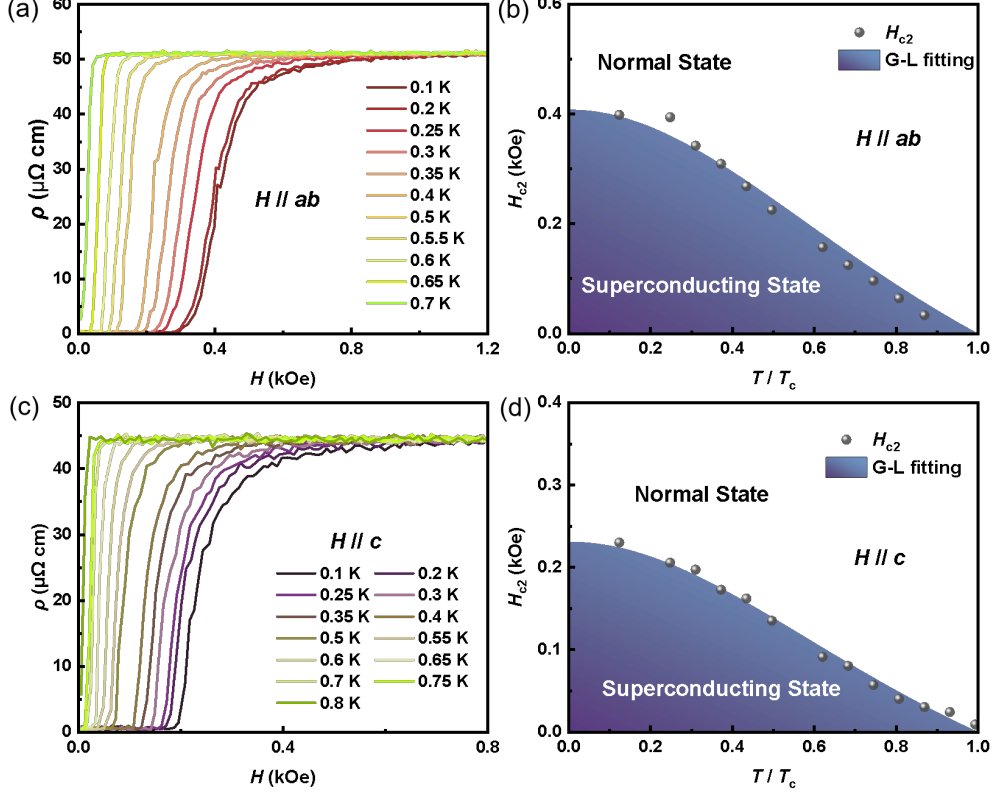 (a)
60
50
40
30
20
10
0
ρ (μΩ cm)
0.0 0.4 0.8 1.2
H (kOe)
H // ab
0.1 K
0.2 K
0.25 K
0.3 K
0.35 K
0.4 K
0.5 K
0.5.5 K
0.6 K
0.65 K
0.7 K
(b)
0.6
0.4
0.2
0.0
Hc2 (kOe)
0.0 0.2 0.4 0.6 0.8 1.0
T / Tc
Hc2
G-L fitting
Normal State
H // ab
Superconducting State
(c)
50
40
30
20
10
0
ρ (μΩ cm)
0.0 0.4 0.8
H (kOe)
H // c
0.1 K 0.2 K
0.25 K 0.3 K
0.35 K 0.4 K
0.5 K 0.55 K
0.6 K 0.65 K
0.7 K 0.75 K
0.8 K
(d)
0.4
0.3
0.2
0.1
0.0
Hc2 (kOe)
0.0 0.2 0.4 0.6 0.8 1.0
T / Tc
Hc2
G-L fitting
Normal State
H // c
Superconducting State